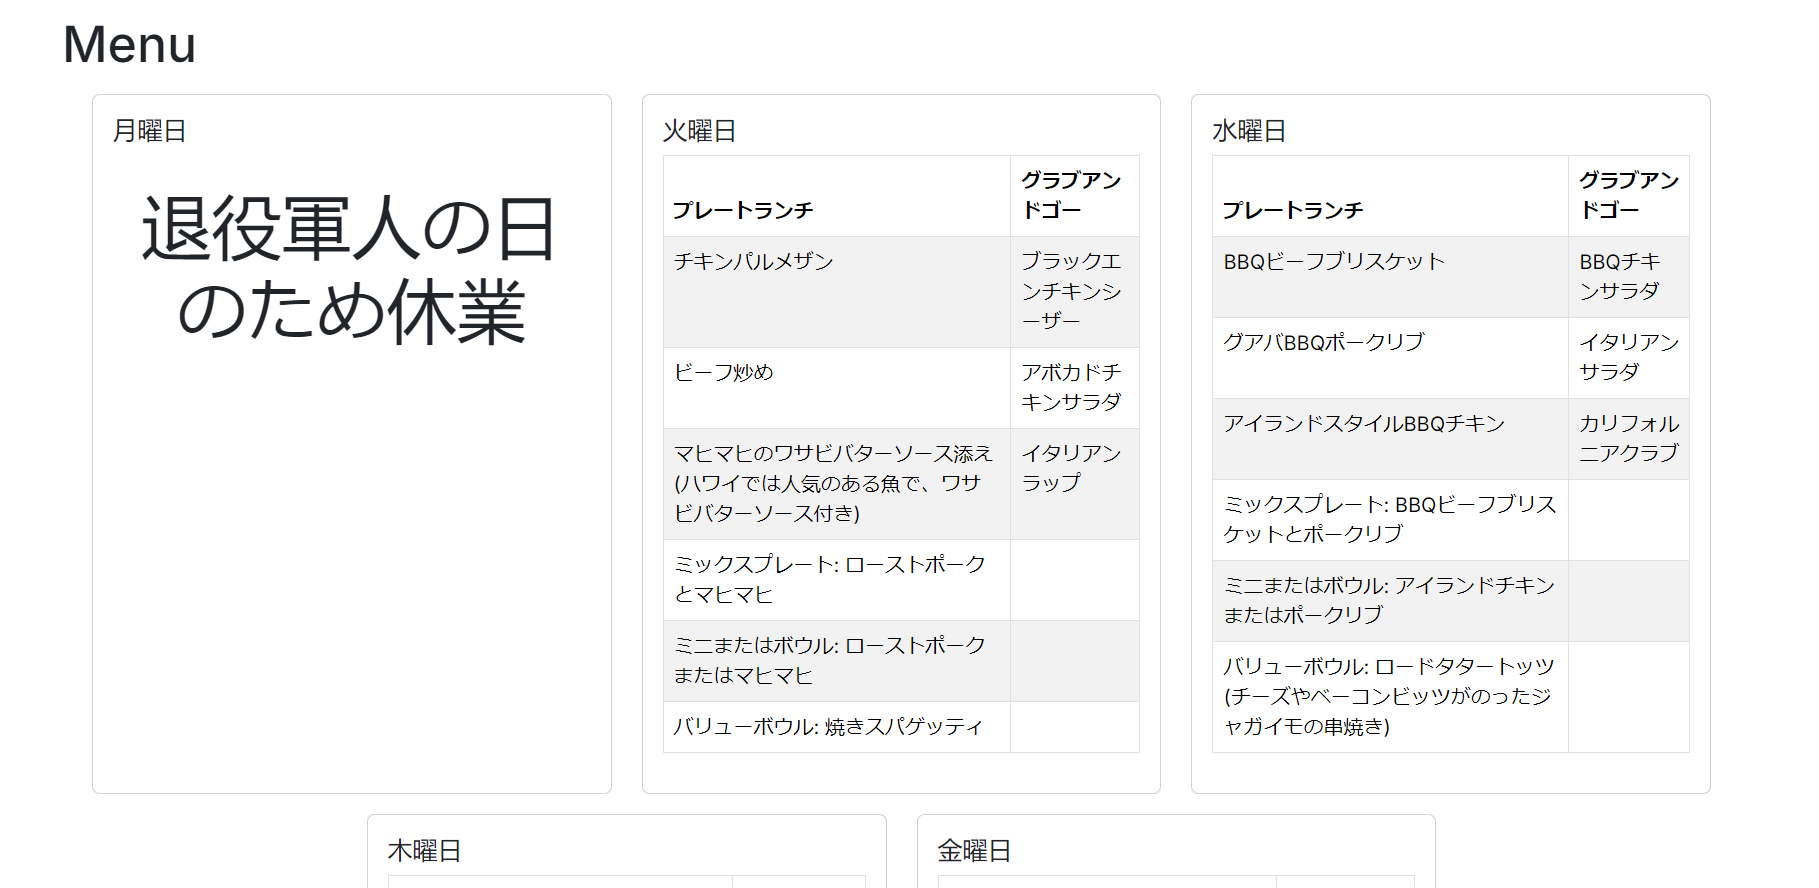 Menu
月曜日
退役軍人の日
のため休業
火曜日
プレートランチ
グラブアン
ドゴー
チキンパルメザン
ブラックエ
ンチキンシ
ーザー
ビーフ炒め
アボカドチ
キンサラダ
マヒマヒのワサビバターソース添え
(ハワイでは人気のある魚で、ワサ
ビバターソース付き)
イタリアン
ラップ
ミックスプレート: ローストポーク
とマヒマヒ
ミニまたはボウル: ローストポーク
またはマヒマヒ
バリューボウル: 焼きスパゲッティ
水曜日
プレートランチ
グラブアン
ドゴー
BBQビーフブリスケット
BBQチキ
ンサラダ
グアバBBQポークリブ
イタリアン
サラダ
アイランドスタイルBBQチキン
カリフォル
ニアクラブ
ミックスプレート: BBQビーフブリス
ケットとポークリブ
ミニまたはボウル: アイランドチキン
またはポークリブ
バリューボウル: ロードタタートッツ
(チーズやベーコンビッツがのったジ
ャガイモの串焼き)
木曜日
金曜日